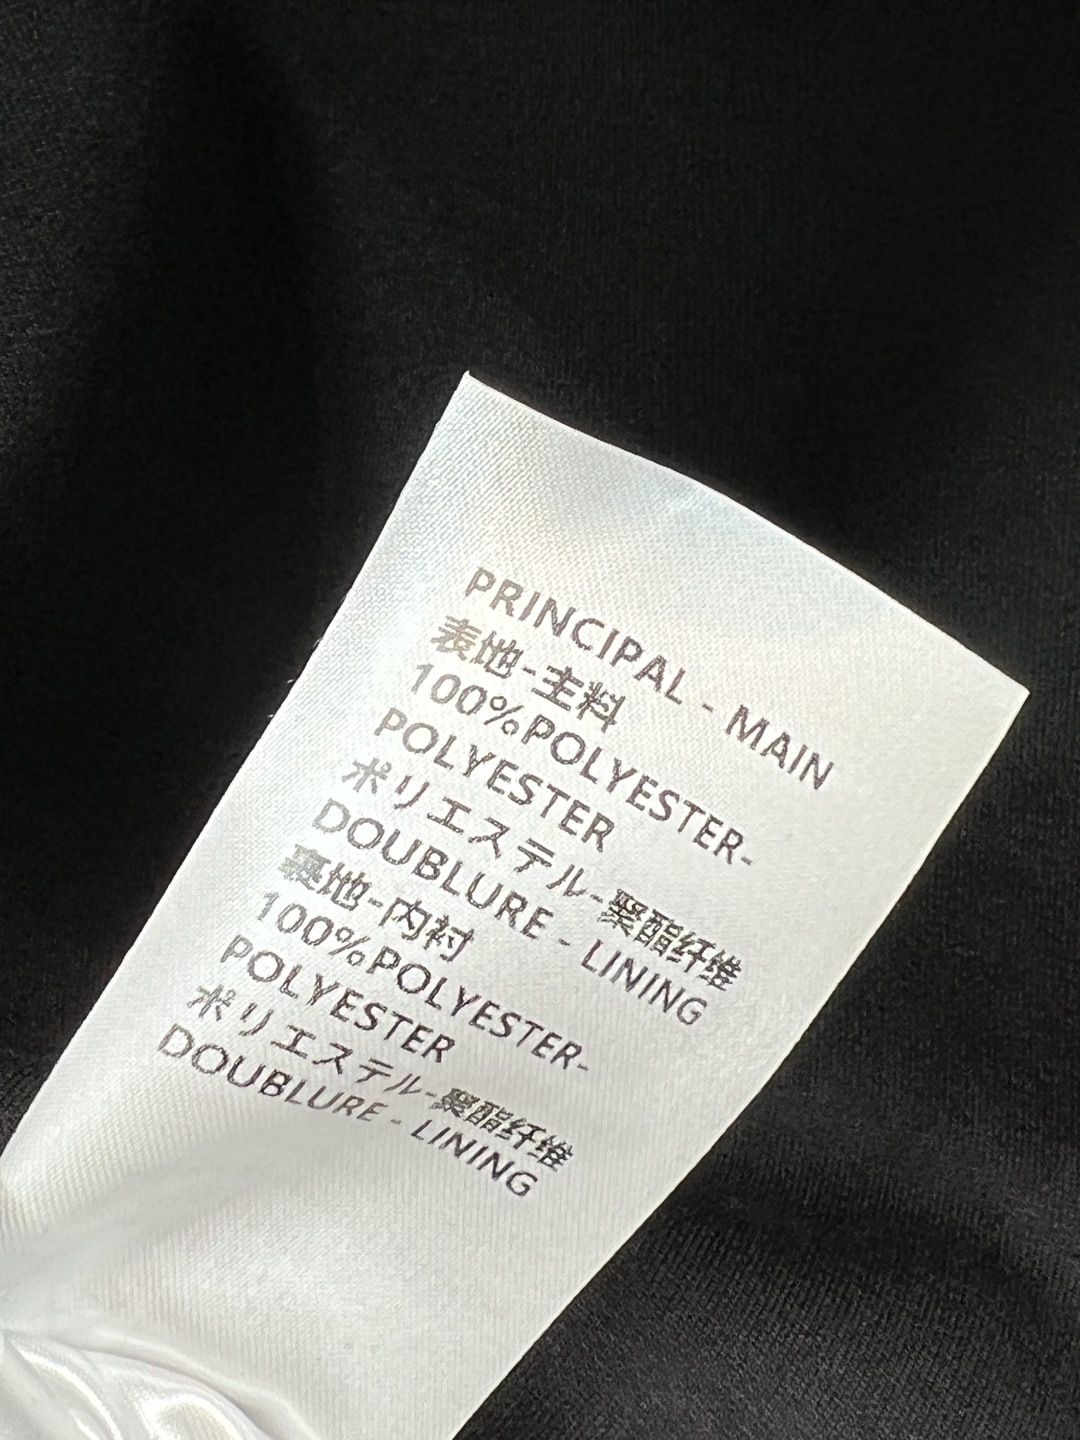 PRINCIPAL - MAIN
表地-主料
100%POLYESTER-
POLYESTER
ポリエステル-聚酯纤维
DOUBLURE - LINING
裏地-内衬
100%POLYESTER-
POLYESTER
ポリエステル-聚酯纤维
DOUBLURE - LINING